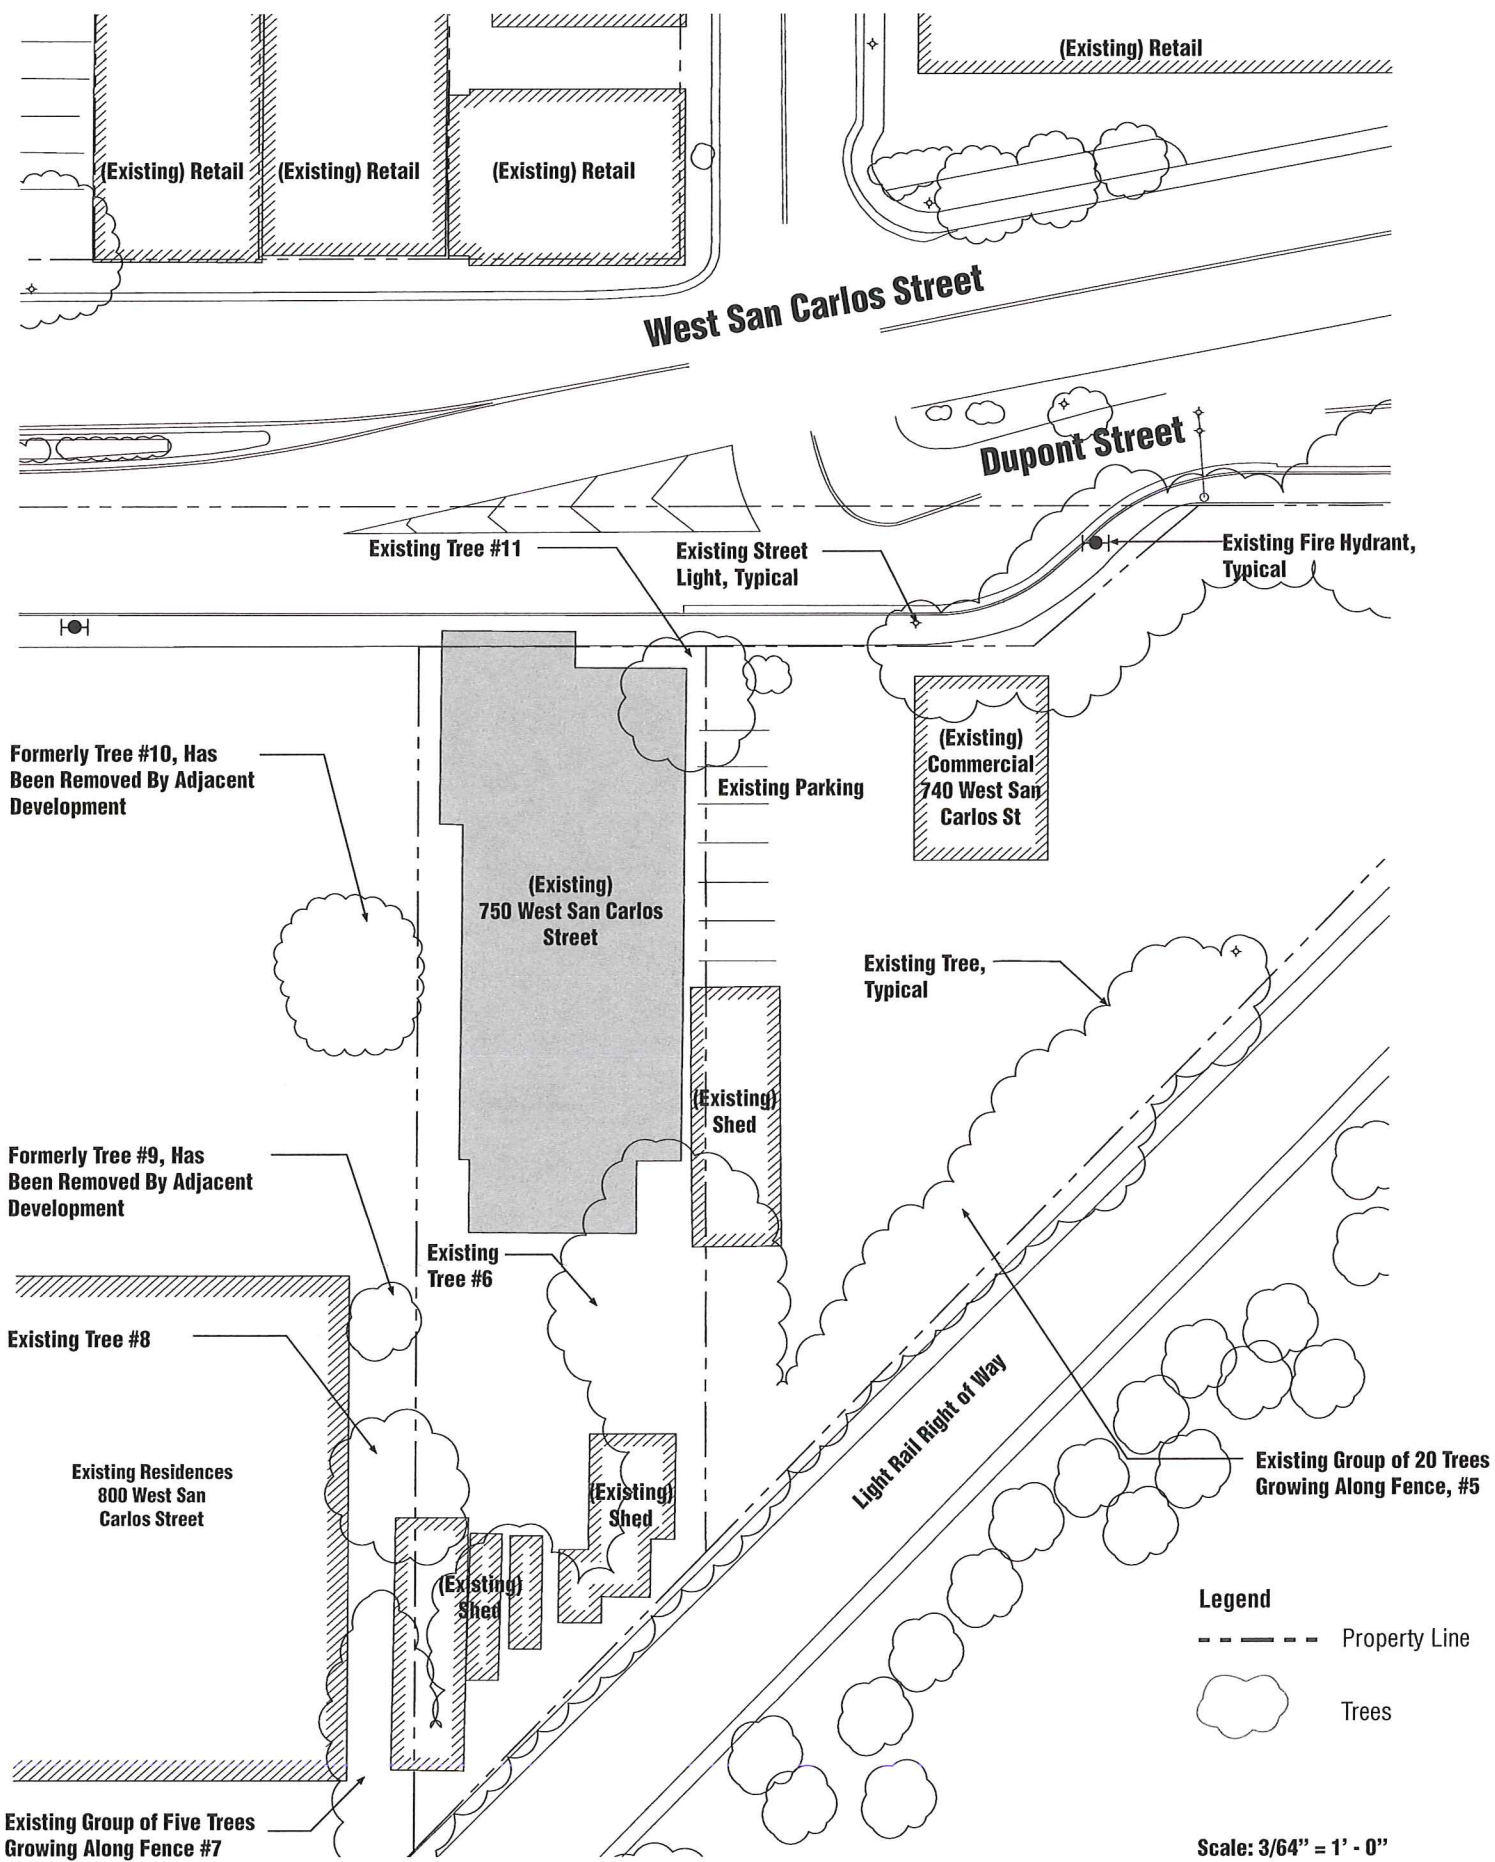 (Existing) Retail
(Existing) Retail
(Existing) Retail
(Existing) Retail
West San Carlos Street
Dupont Street
Existing Tree #11
Existing Street
Light, Typical
Existing Fire Hydrant,
Typical
Formerly Tree #10, Has
Been Removed By Adjacent
Development
(Existing)
Commercial
740 West San
Carlos St
Existing Parking
(Existing)
750 West San Carlos
Street
Existing Tree,
Typical
(Existing)
Shed
Formerly Tree #9, Has
Been Removed By Adjacent
Development
Existing
Tree #6
Existing Tree #8
Light Rail Right of Way
Existing Group of 20 Trees
Growing Along Fence, #5
Existing Residences
800 West San
Carlos Street
(Existing)
Shed
(Existing)
Shed
Legend
Property Line
Trees
Existing Group of Five Trees
Growing Along Fence #7
Scale: 3/64” = 1’ - 0”